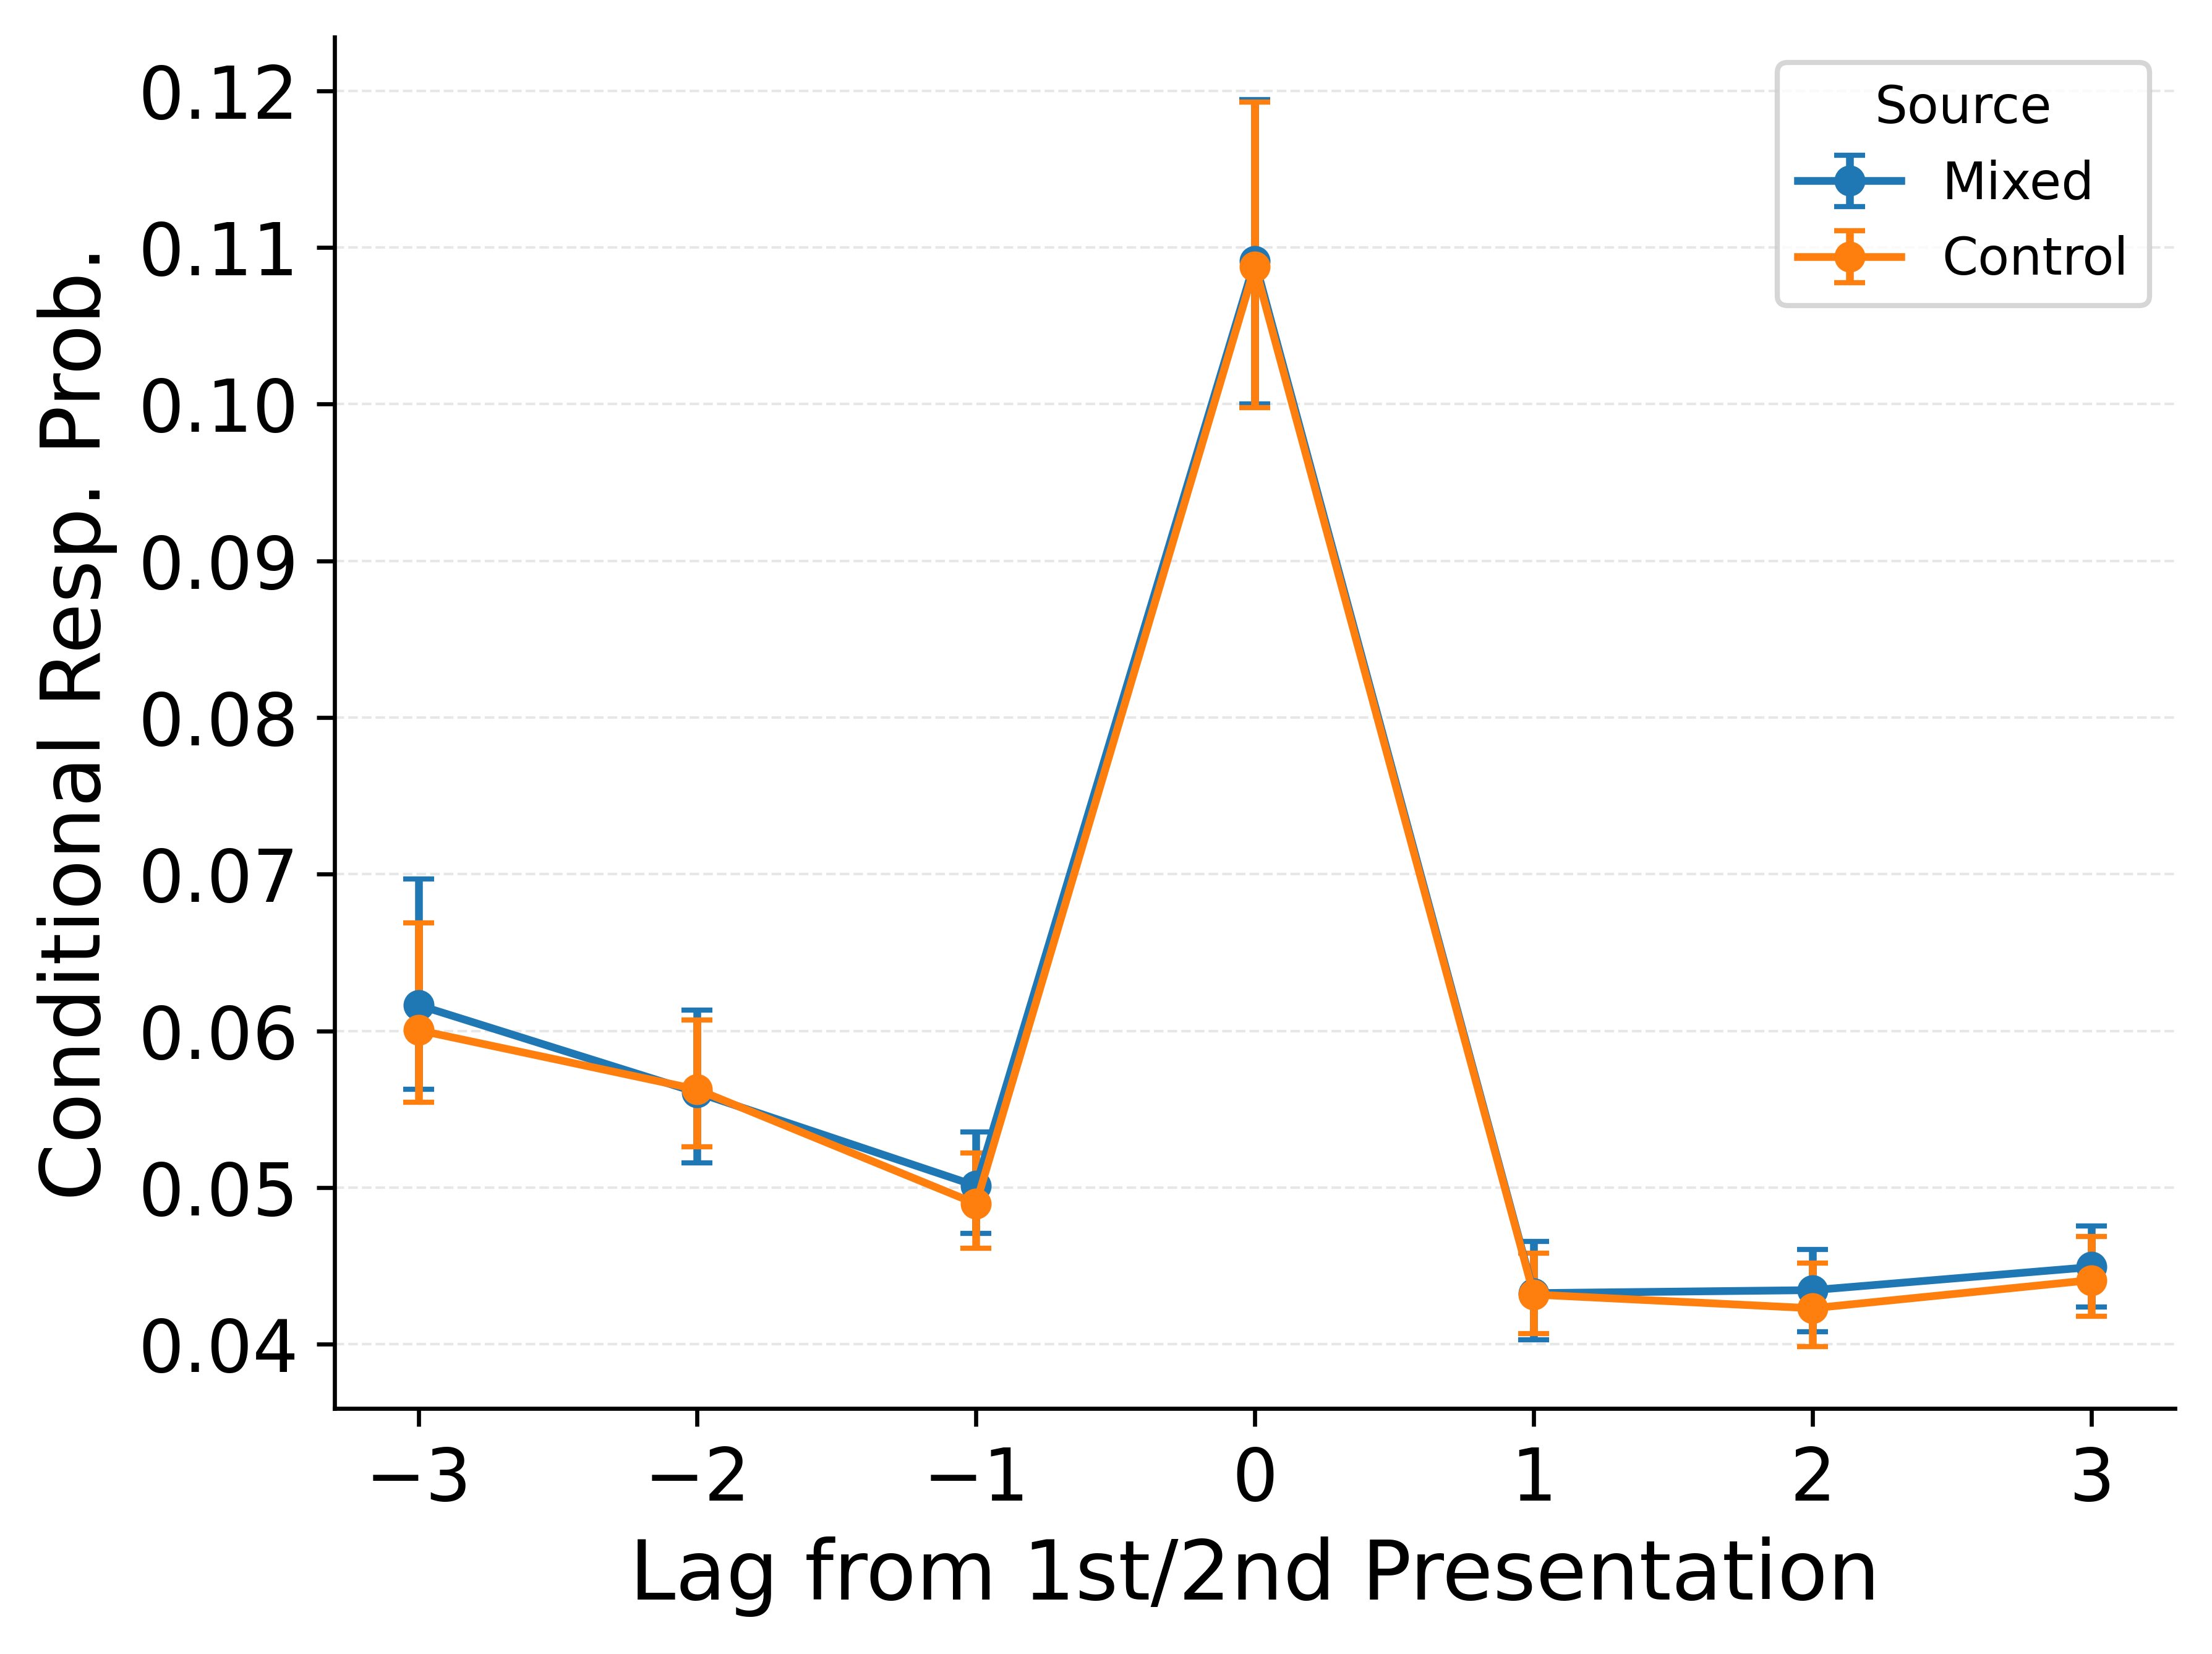 Source
Mixed
Control
Conditional Resp. Prob.
0.12
0.11
0.10
0.09
0.08
0.07
0.06
0.05
0.04
−3 −2 −1 0 1 2 3
Lag from 1st/2nd Presentation